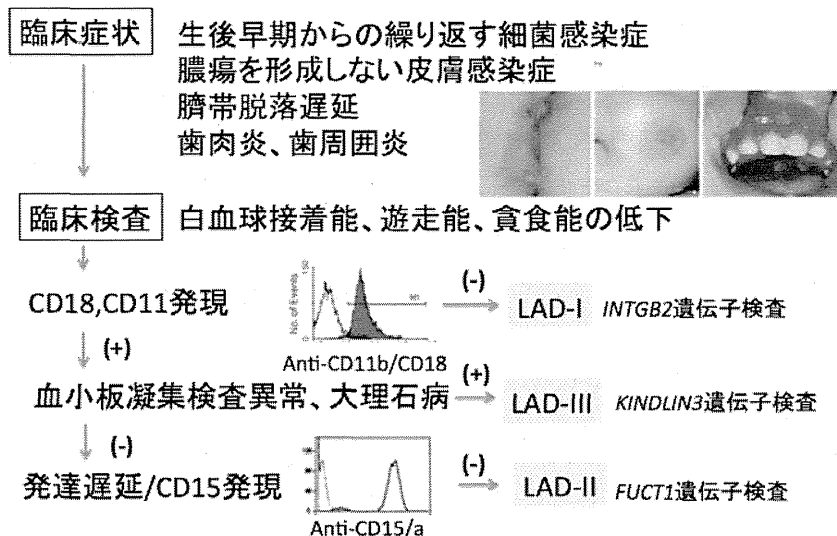 臨床症状
生後早期からの繰り返す細菌感染症
膿瘍を形成しない皮膚感染症
臍帯脱落遅延
歯肉炎、歯周囲炎
臨床検査
白血球接着能、遊走能、貪食能の低下
CD18,CD11発現
No. of Events
150
Anti-CD11b/CD18
(-)
LAD-I
INTGB2遺伝子検査
(+)
血小板凝集検査異常、大理石病
(+)
LAD-III
KINDLIN3遺伝子検査
(-)
発達遅延/CD15発現
Anti-CD15/a
(-)
LAD-II
FUCT1遺伝子検査